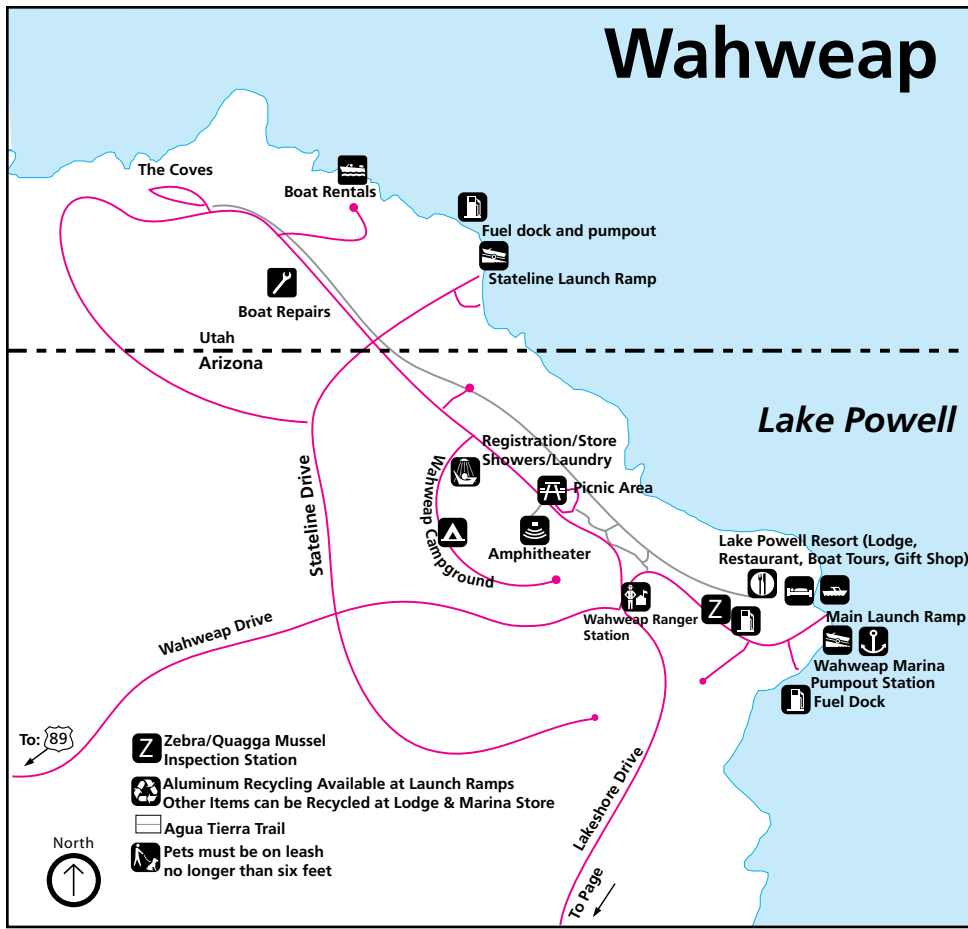 Wahweap
The Coves
Boat Rentals
Fuel dock and pumpout
Stateline Launch Ramp
Boat Repairs
Utah
Arizona
Lake Powell
Registration/Store
Showers/Laundry
Wahweap Campground
Picnic Area
Stateline Drive
Amphitheater
Lake Powell Resort (Lodge,
Restaurant, Boat Tours, Gift Shop)
Wahweap Drive
Wahweap Ranger
Station
Z
Main Launch Ramp
Wahweap Marina
Pumpout Station
Fuel Dock
To: 89
Z
Zebra/Quagga Mussel
Inspection Station
Aluminum Recycling Available at Launch Ramps
Other Items can be Recycled at Lodge & Marina Store
Agua Tierra Trail
Pets must be on leash
no longer than six feet
North
Lakeshore Drive
To Page